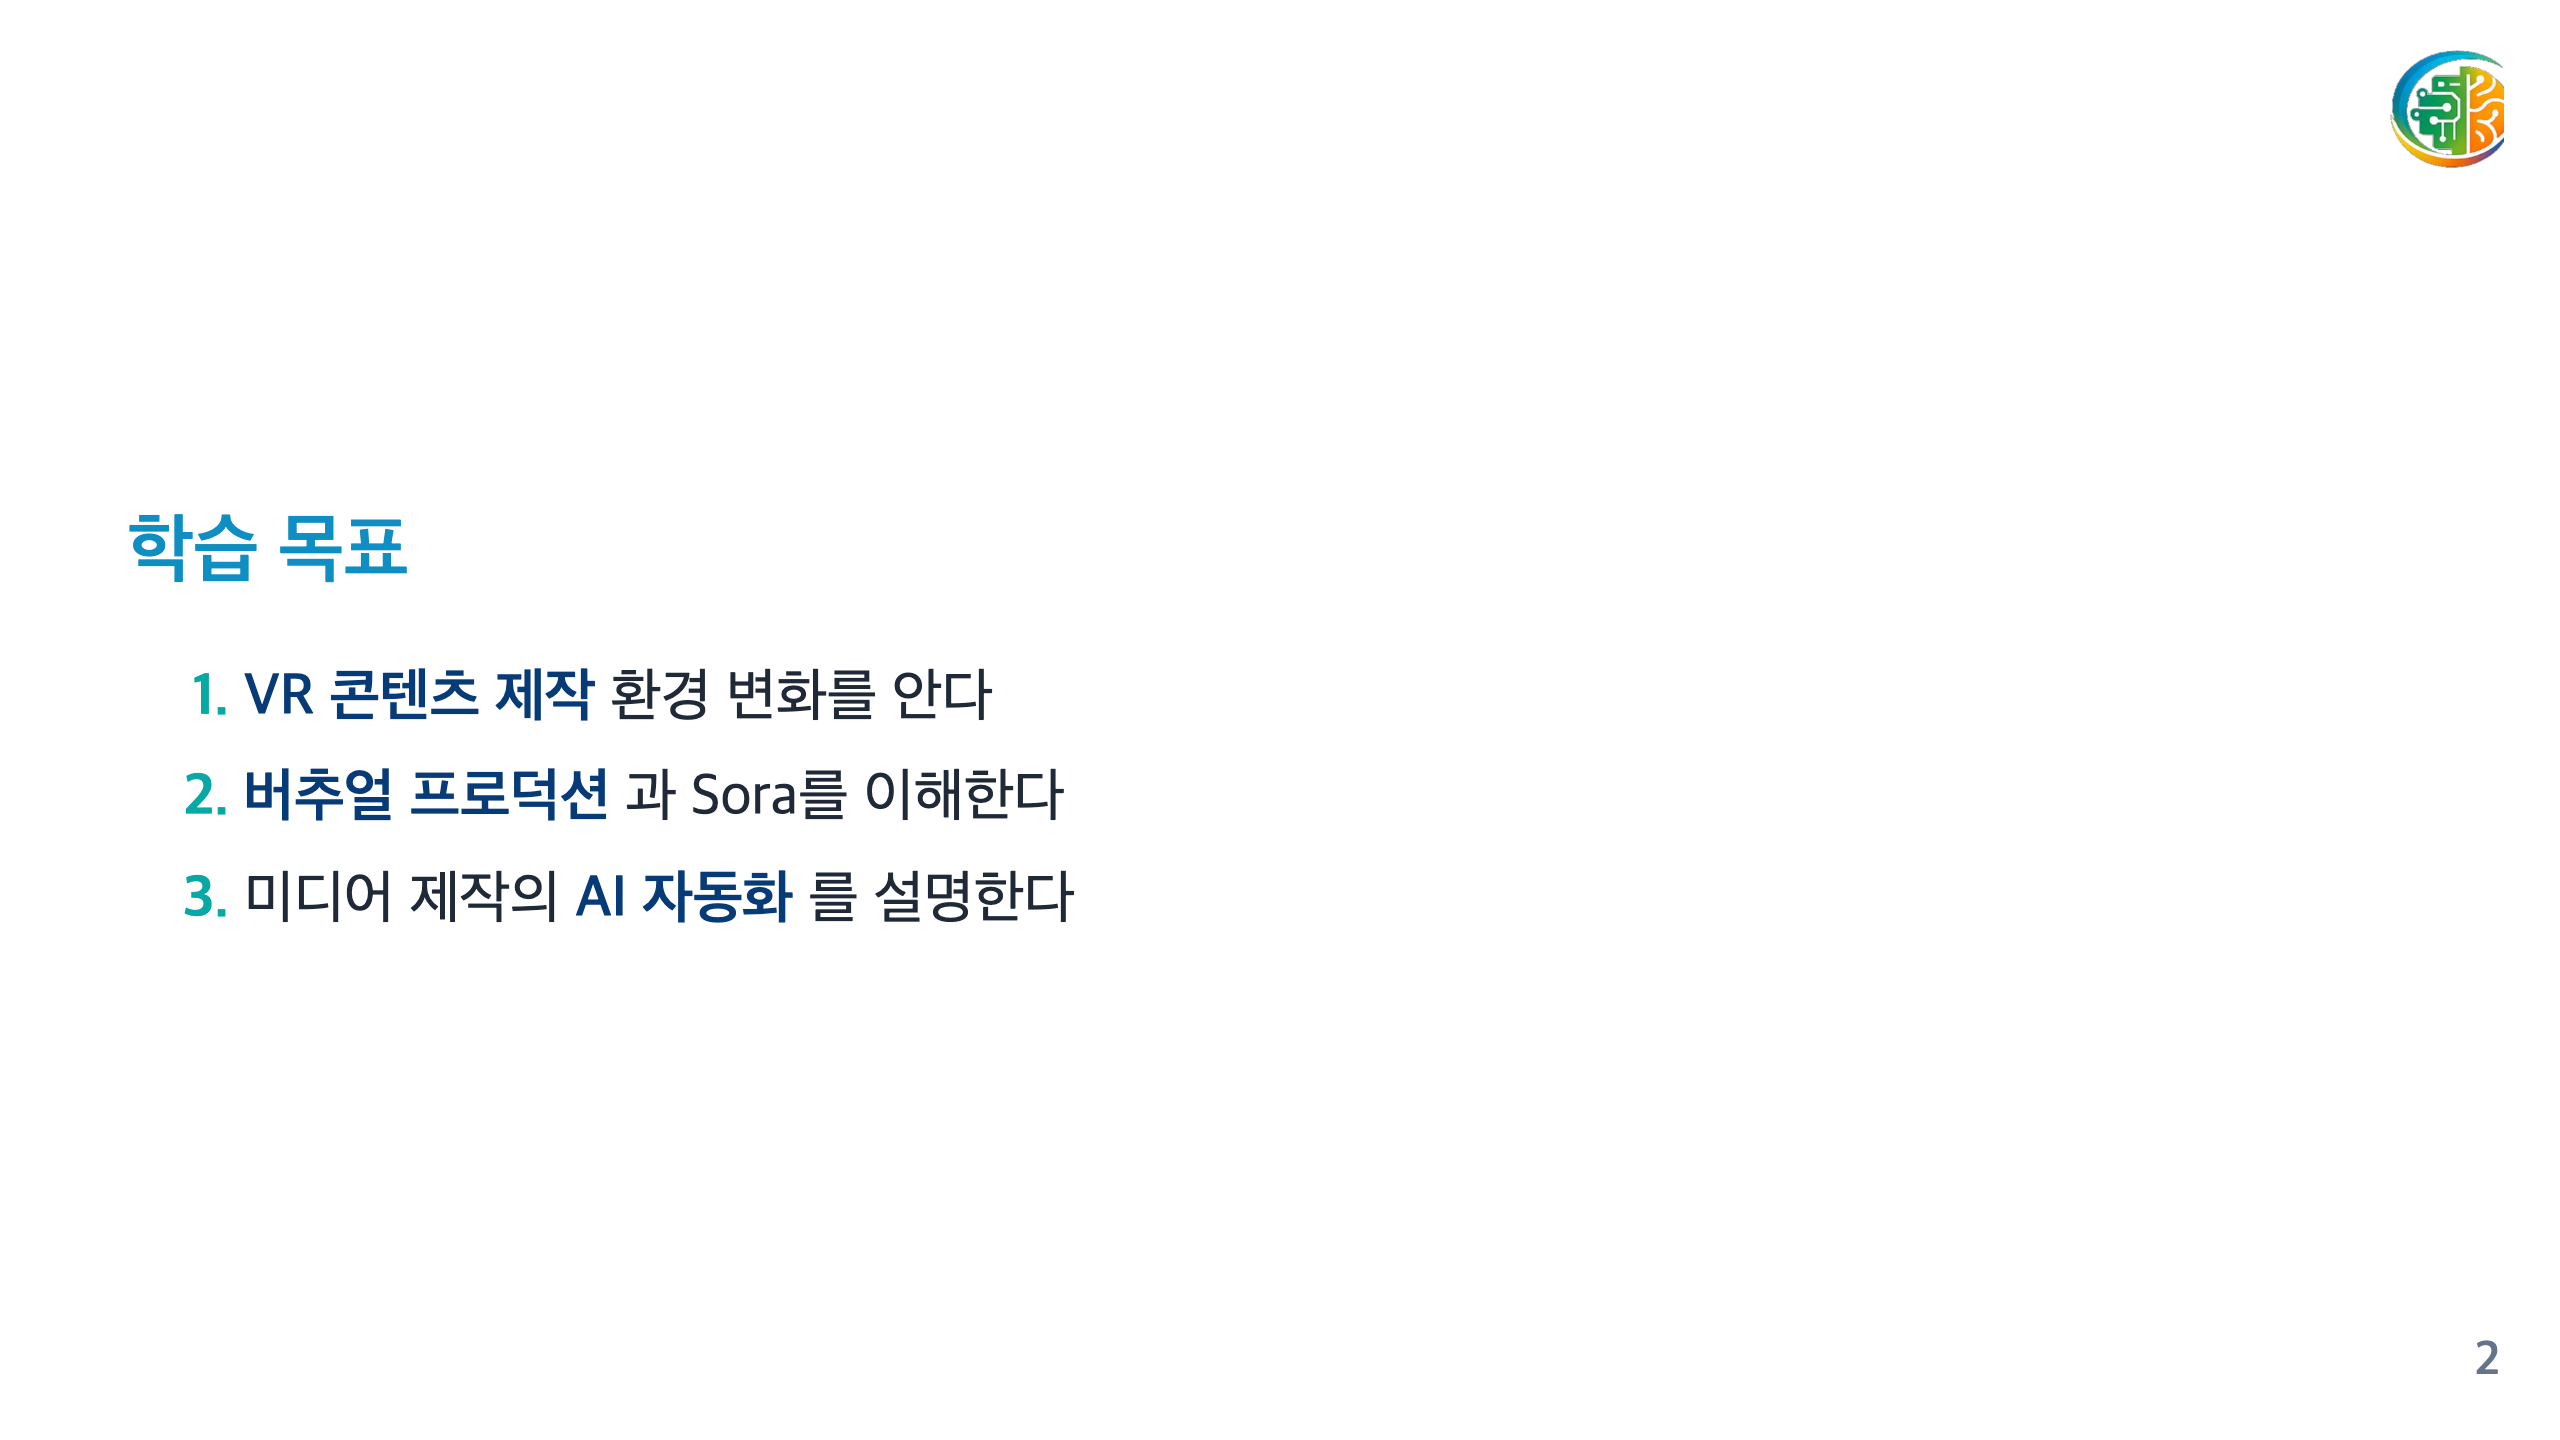 학습 목표
1. VR 콘텐츠 제작 환경 변화를 안다
2. 버추얼 프로덕션 과 Sora를 이해한다
3. 미디어 제작의 AI 자동화 를 설명한다
2